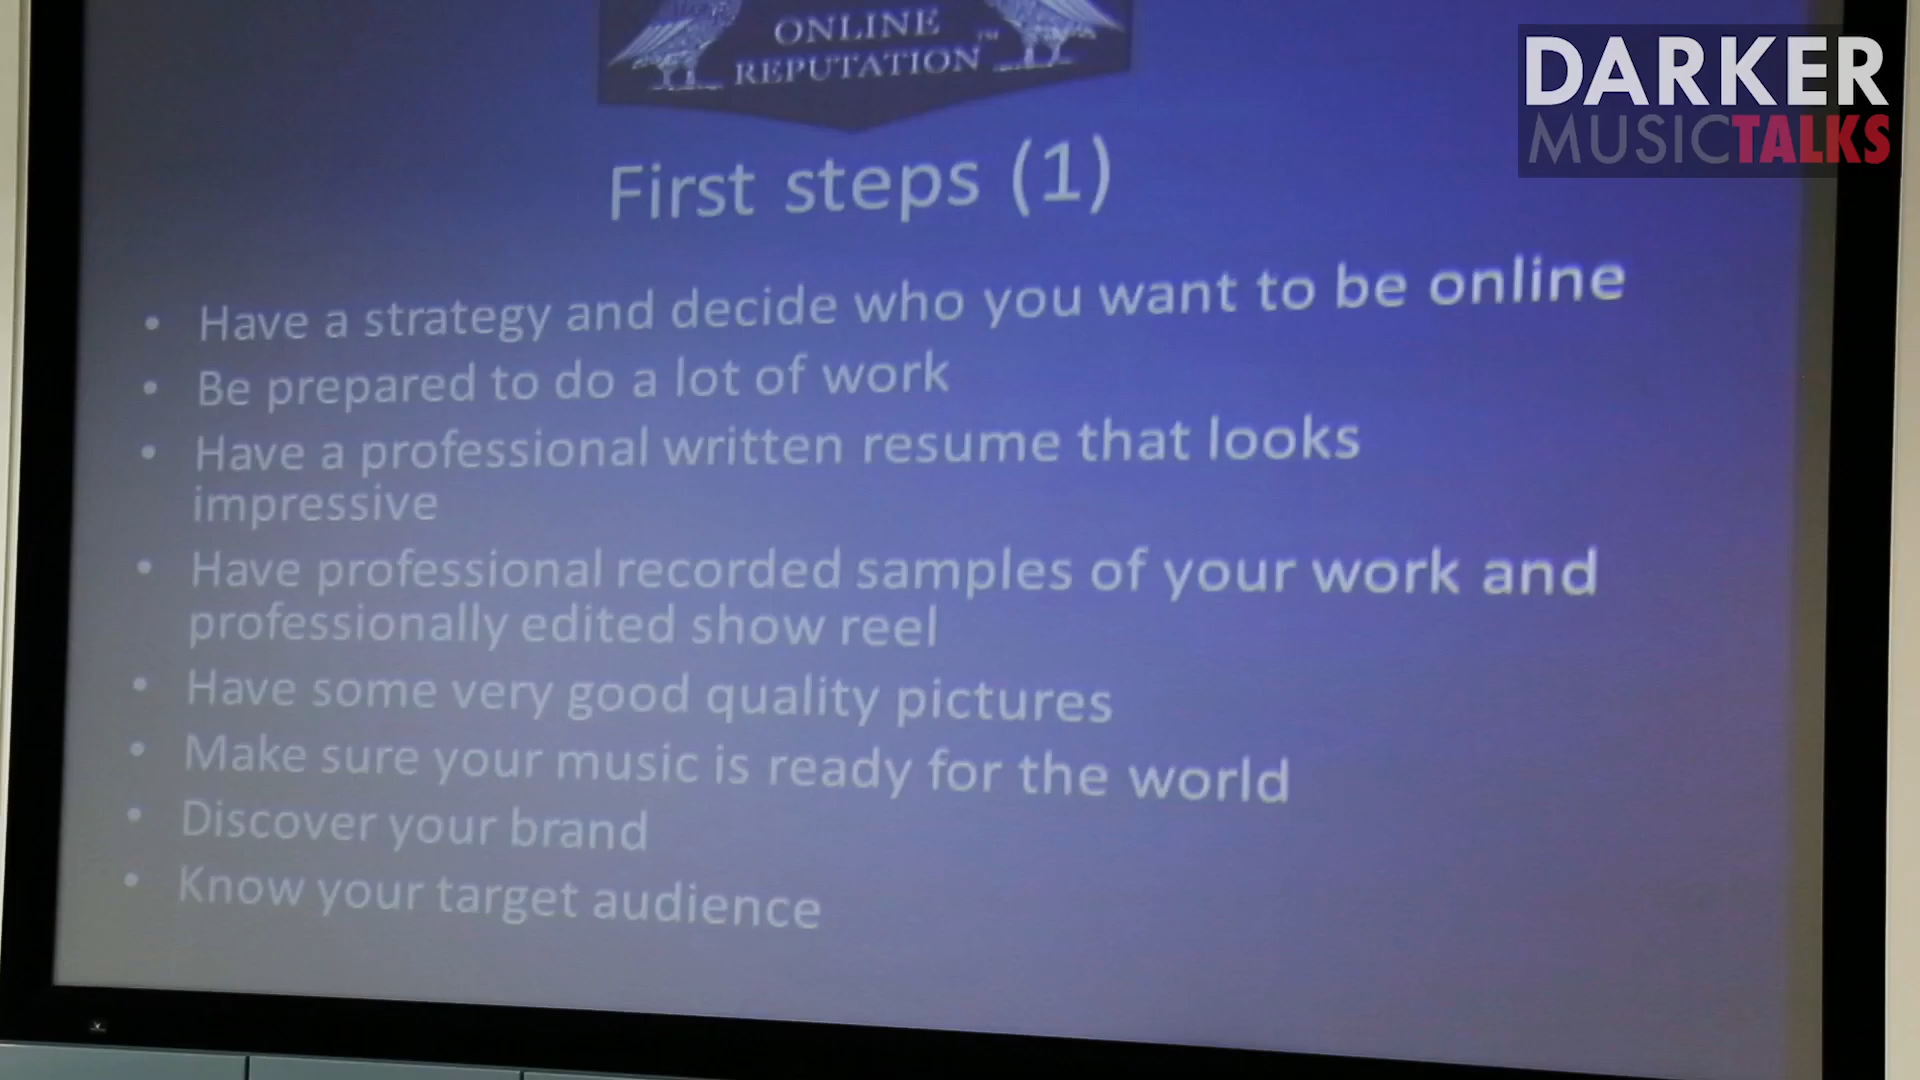 ONLINE
REPUTATION™
DARKER
MUSICTALKS
First steps (1)
• Have a strategy and decide who you want to be online
• Be prepared to do a lot of work
• Have a professional written resume that looks
impressive
• Have professional recorded samples of your work and
professionally edited show reel
• Have some very good quality pictures
• Make sure your music is ready for the world
• Discover your brand
• Know your target audience